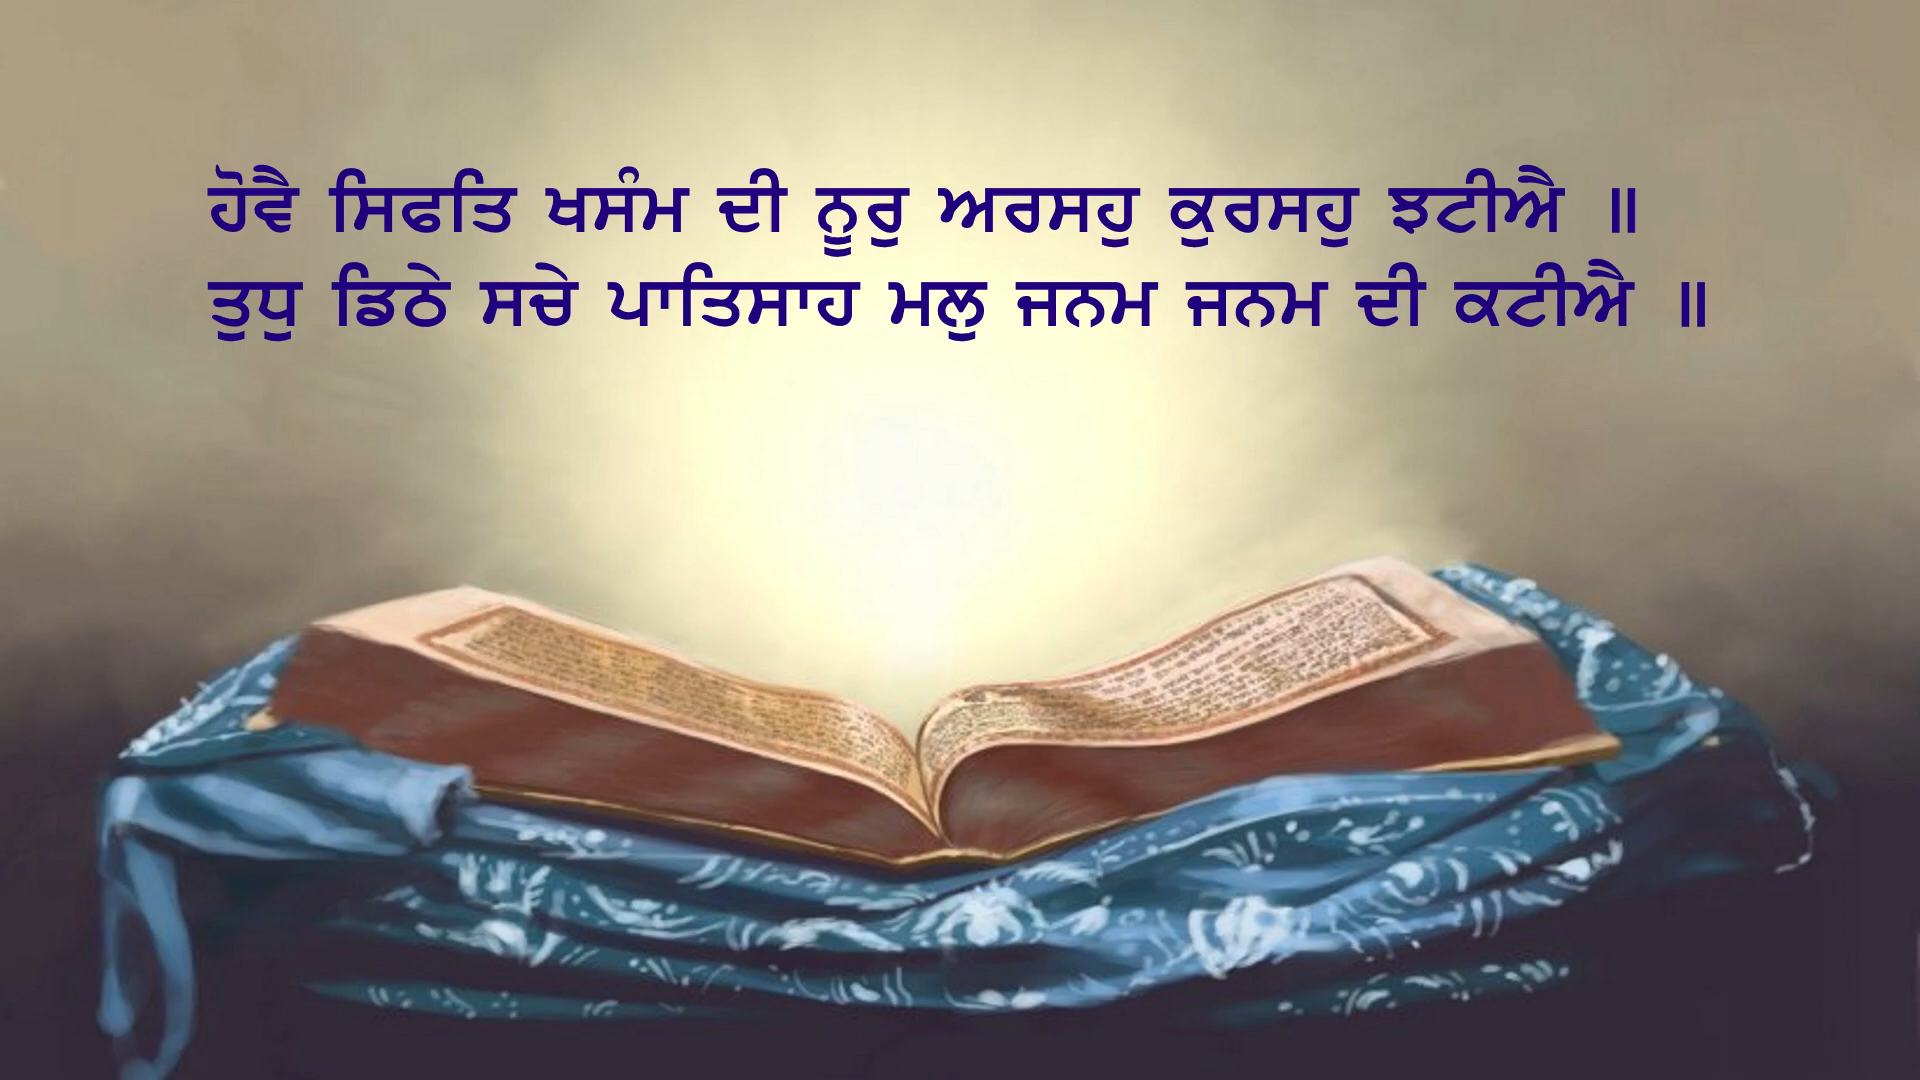 ਹੋਵੈ ਸਿਫਤਿ ਖਸੰਮ ਦੀ ਨੂਰੁ ਅਰਸਹੁ ਕੁਰਸਹੁ ਝਟੀਐ ॥
ਤੁਧੁ ਡਿਠੇ ਸਚੇ ਪਾਤਿਸਾਹ ਮਲੁ ਜਨਮ ਜਨਮ ਦੀ ਕਟੀਐ ॥